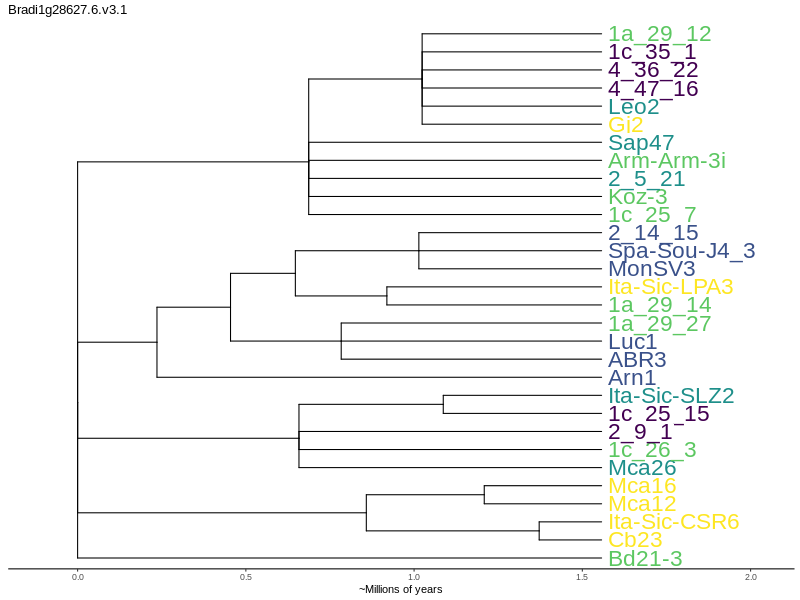 Bradi1g28627.6.v3.1
1a_29_12
1c_35_1
4_36_22
4_47_16
Leo2
Gi2
Sap47
Arm-Arm-3i
2_5_21
Koz-3
1c_25_7
2_14_15
Spa-Sou-J4_3
MonSV3
Ita-Sic-LPA3
1a_29_14
1a_29_27
Luc1
ABR3
Arn1
Ita-Sic-SLZ2
1c_25_15
2_9_1
1c_26_3
Mca26
Mca16
Mca12
Ita-Sic-CSR6
Cb23
Bd21-3
0.0 0.5 1.0 1.5 2.0
~Millions of years